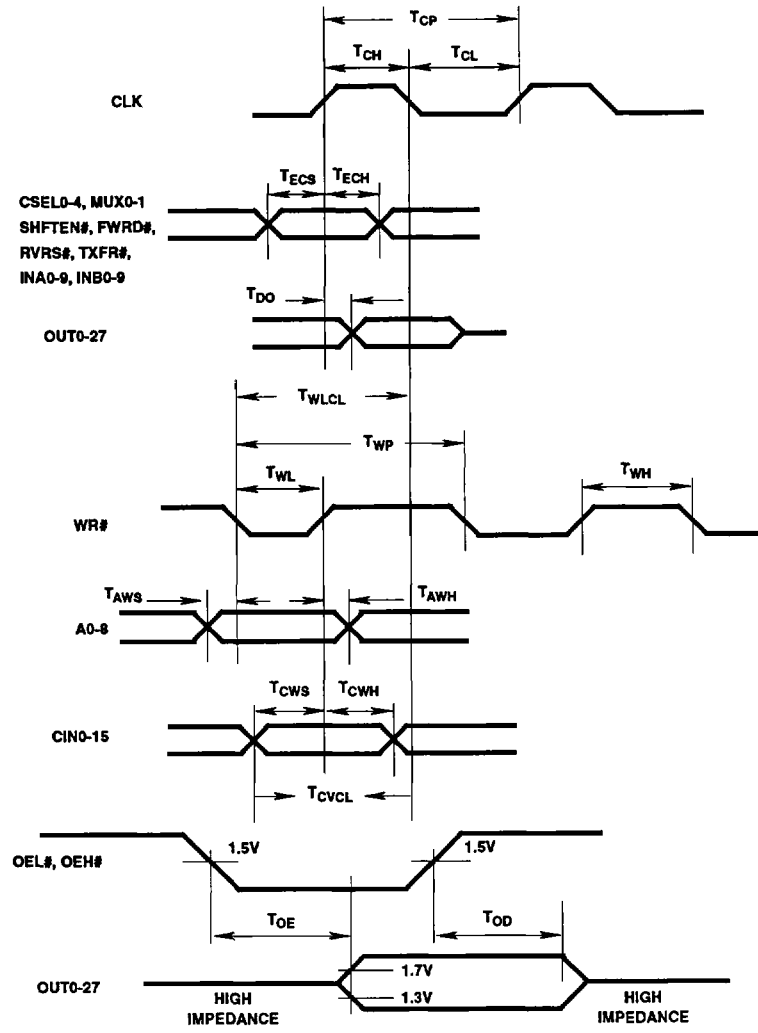 TCP
TCH
TCL
CLK
TECS
TECH
CSEL0-4, MUX0-1
SHFTEN#, FWRD#,
RVRS#, TXFR#,
INA0-9, INB0-9
TDO
OUT0-27
TWLCL
TWP
TWL
TWH
WR#
TAWS
TAWH
A0-8
TCWS
TCWH
CIN0-15
TCVCL
1.5V
1.5V
OEL#, OEH#
TOE
TOD
1.7V
OUT0-27
1.3V
HIGH
IMPEDANCE
HIGH
IMPEDANCE